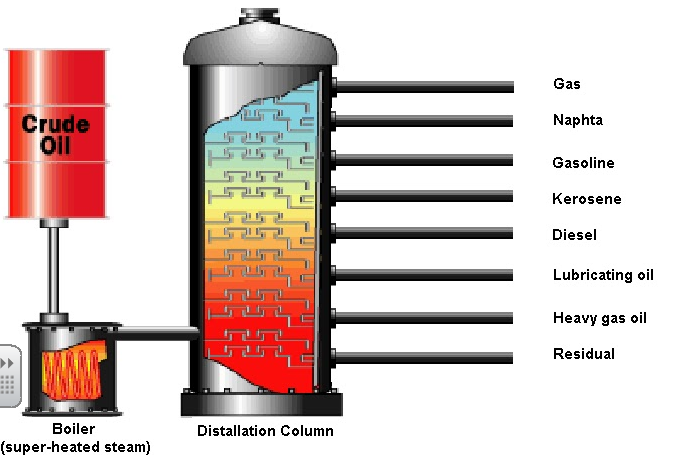 Crude
Oil
Gas
Naphta
Gasoline
Kerosene
Diesel
Lubricating oil
Heavy gas oil
Residual
Boiler
(super-heated steam)
Distallation Column